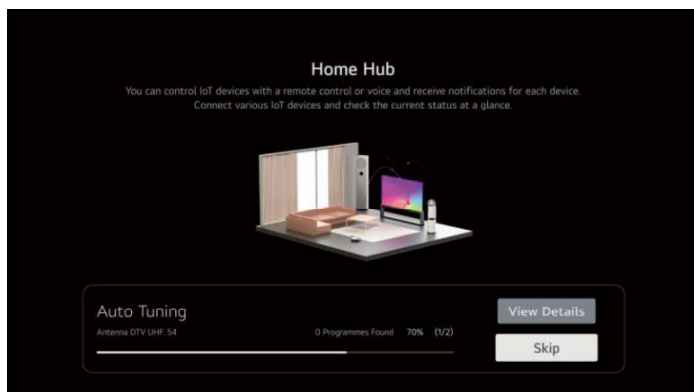 Home Hub
You can control IoT devices with a remote control or voice and receive notifications for each device.
Connect various IoT devices and check the current status at a glance.
Auto Tuning
View Details
Antenna DTV UHF. 54
0 Programmes Found 70% (1/2)
Skip